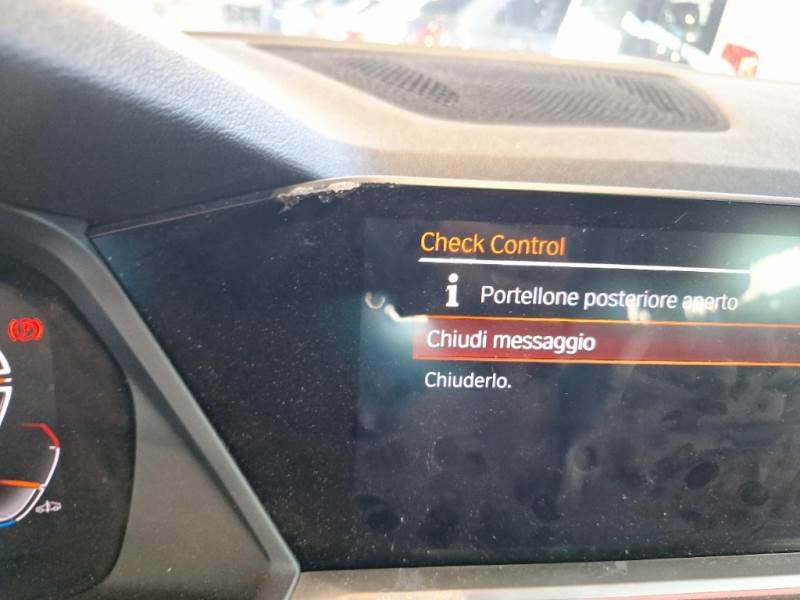 Check Control
i Portellone posteriore aperto
Chiudi messaggio
Chiuderlo.
(P)